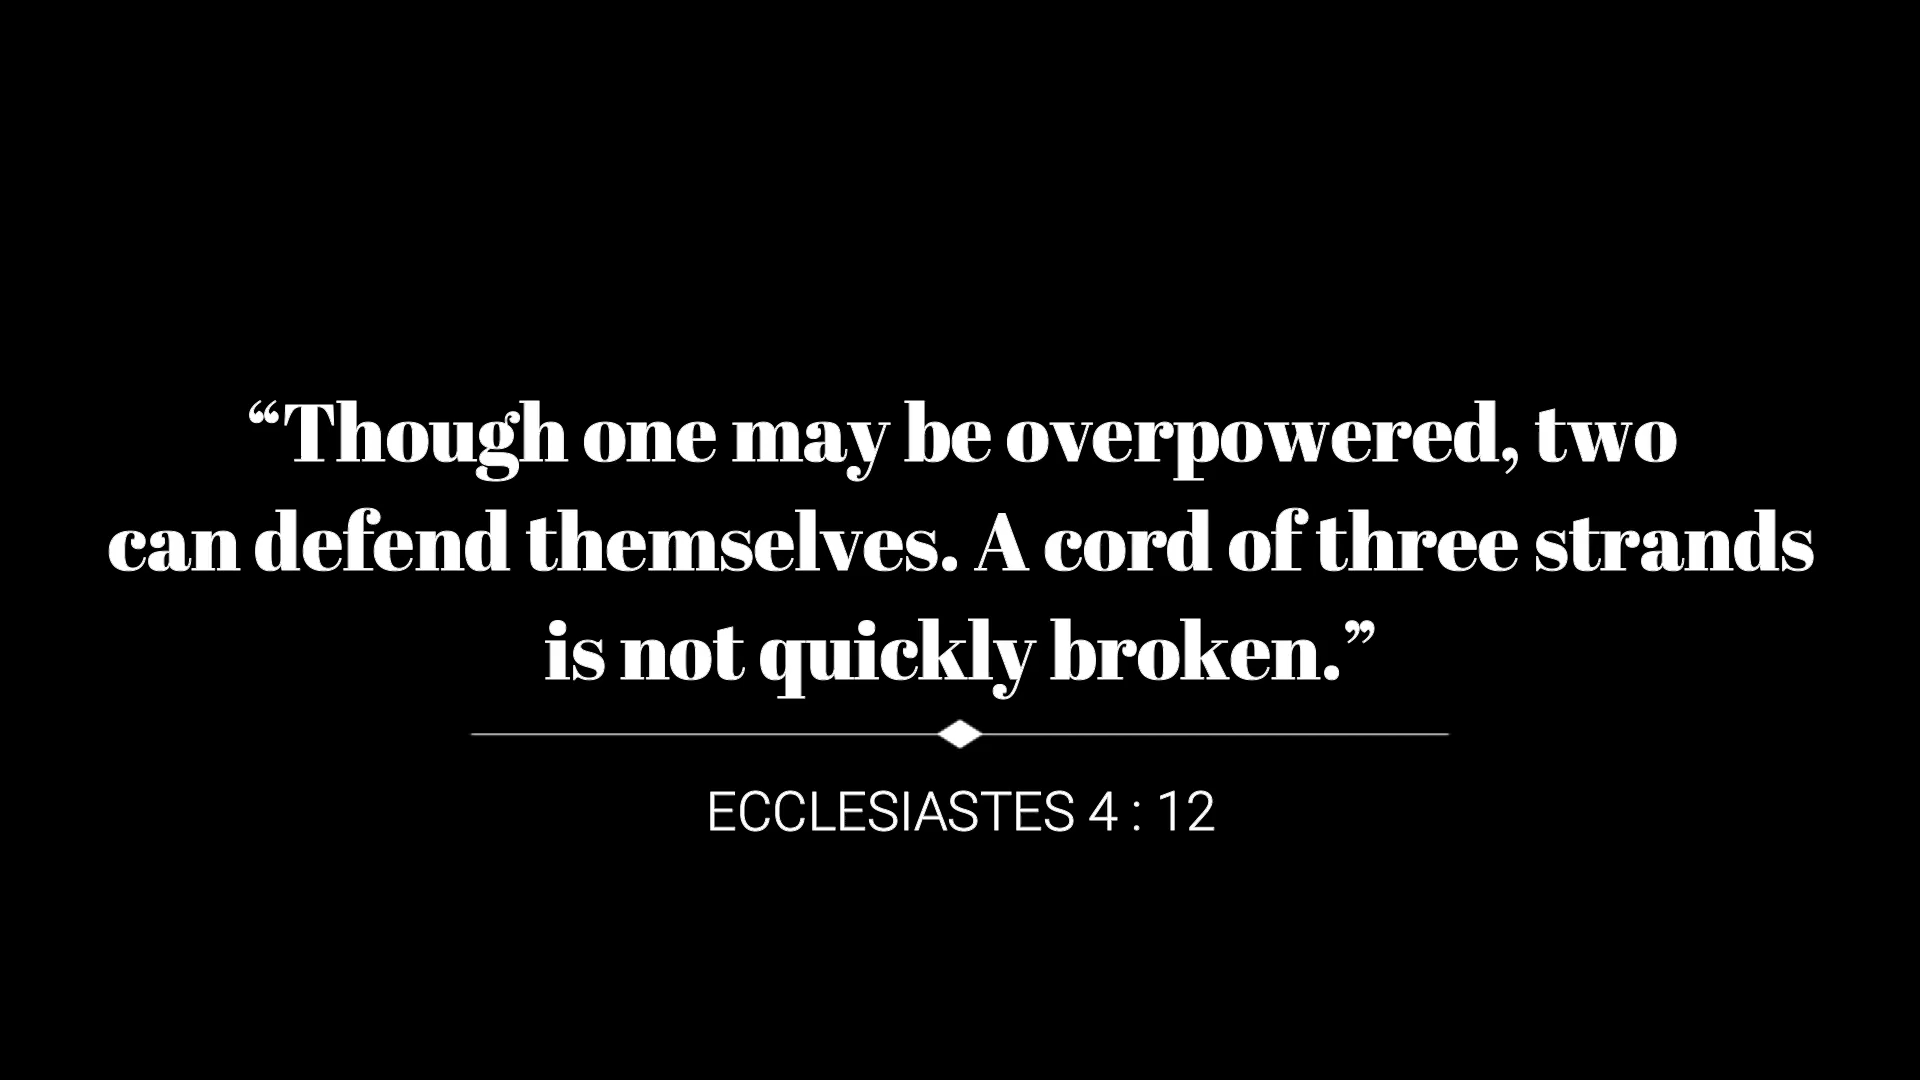 “Though one may be overpowered, two
can defend themselves. A cord of three strands
is not quickly broken.”
ECCLESIASTES 4 : 12